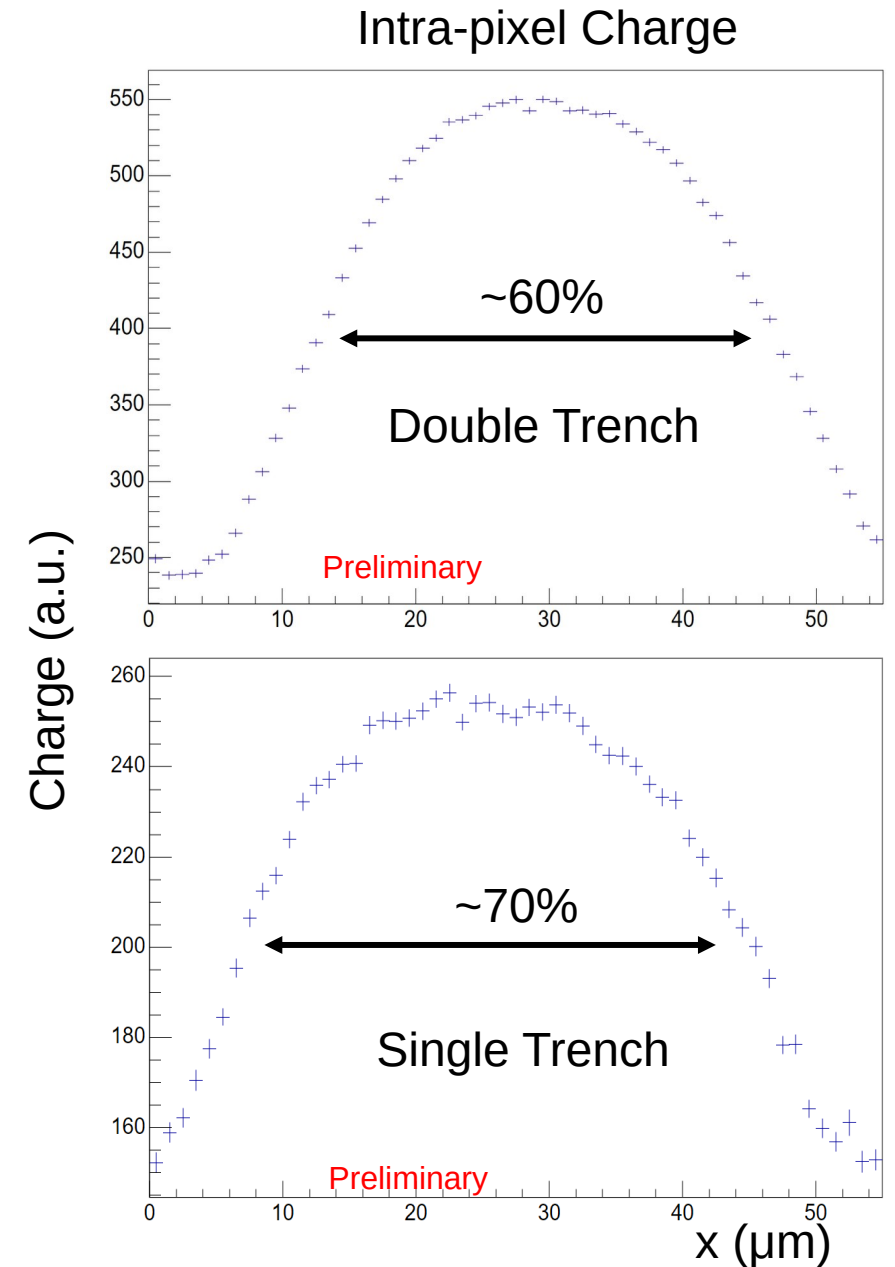 Intra-pixel Charge
550
500
450
400
350
300
250
~60%
Double Trench
Preliminary
0 10 20 30 40 50
Charge (a.u.)
260
240
220
200
180
160
~70%
Single Trench
Preliminary
0 10 20 30 40 50
x (μm)